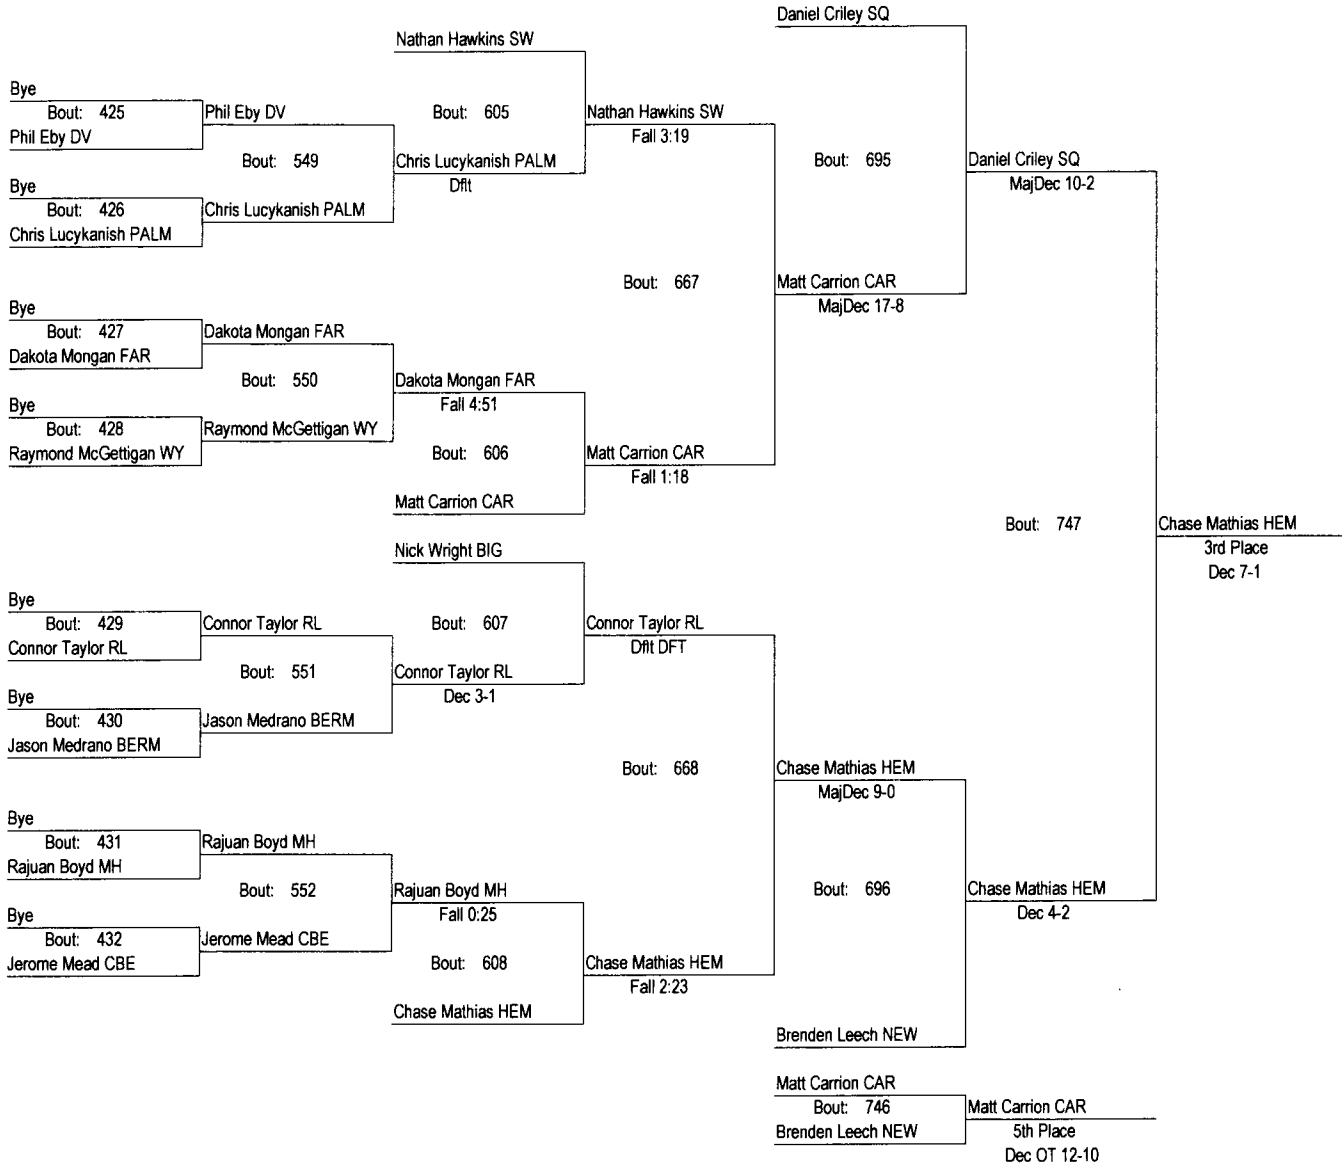 Daniel Criley SQ
Nathan Hawkins SW
Bye
Bout: 425
Phil Eby DV
Phil Eby DV
Bout: 605
Nathan Hawkins SW
Fall 3:19
Bout: 549
Chris Lucykanish PALM
Dflt
Bout: 695
Daniel Criley SQ
MajDec 10-2
Bye
Bout: 426
Chris Lucykanish PALM
Chris Lucykanish PALM
Bout: 667
Matt Carrion CAR
MajDec 17-8
Bye
Bout: 427
Dakota Mongan FAR
Dakota Mongan FAR
Bout: 550
Dakota Mongan FAR
Fall 4:51
Bye
Bout: 428
Raymond McGettigan WY
Raymond McGettigan WY
Bout: 606
Matt Carrion CAR
Fall 1:18
Matt Carrion CAR
Bout: 747
Chase Mathias HEM
3rd Place
Dec 7-1
Nick Wright BIG
Bye
Bout: 429
Connor Taylor RL
Connor Taylor RL
Bout: 607
Connor Taylor RL
Dflt DFT
Bout: 551
Connor Taylor RL
Dec 3-1
Bye
Bout: 430
Jason Medrano BERM
Jason Medrano BERM
Bout: 668
Chase Mathias HEM
MajDec 9-0
Bye
Bout: 431
Rajuan Boyd MH
Rajuan Boyd MH
Bout: 552
Rajuan Boyd MH
Fall 0:25
Bout: 696
Chase Mathias HEM
Dec 4-2
Bye
Bout: 432
Jerome Mead CBE
Jerome Mead CBE
Bout: 608
Chase Mathias HEM
Fall 2:23
Chase Mathias HEM
Brenden Leech NEW
Matt Carrion CAR
Bout: 746
Brenden Leech NEW
Matt Carrion CAR
5th Place
Dec OT 12-10